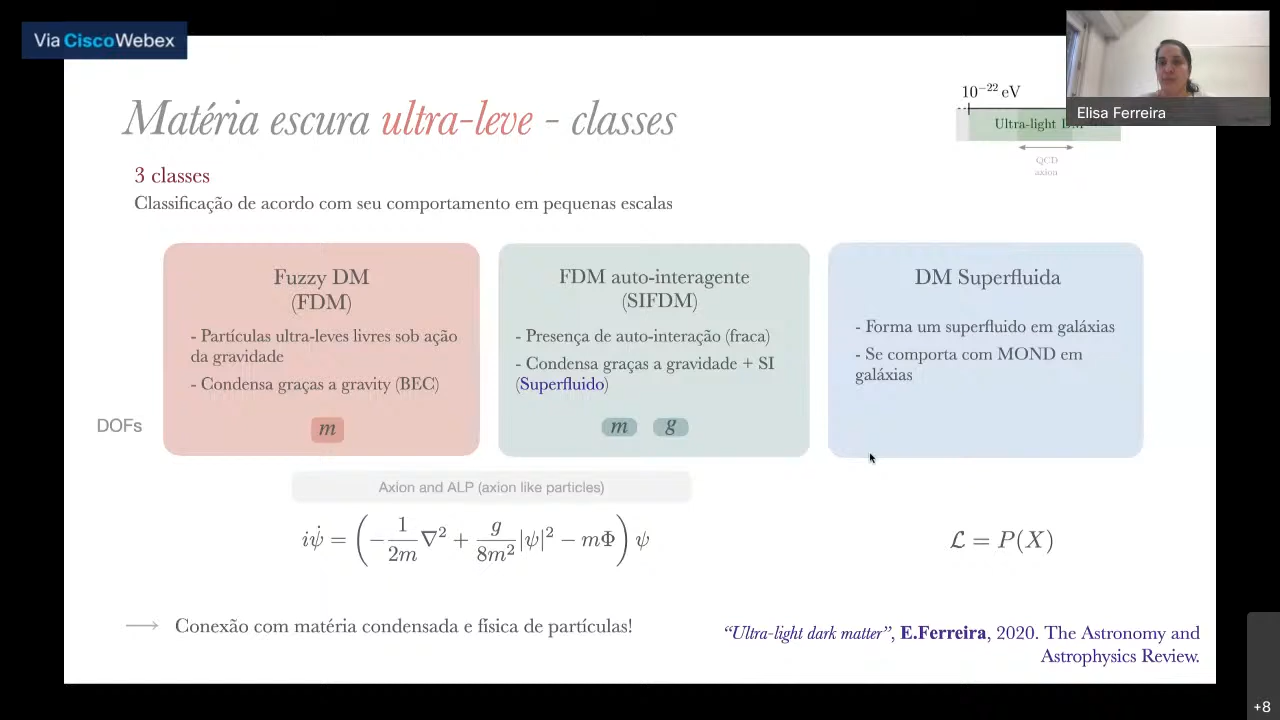 Via Cisco Webex
Matéria escura ultra-leve - classes
10⁻²² eV
Ultra-light DM
QCD
axion
Elisa Ferreira
3 classes
Classificação de acordo com seu comportamento em pequenas escalas
Fuzzy DM
(FDM)
- Partículas ultra-leves livres sob ação
da gravidade
- Condensa graças a gravity (BEC)
m
FDM auto-interagente
(SIFDM)
- Presença de auto-interação (fraca)
- Condensa graças a gravidade + SI
(Superfluido)
m g
DM Superfluida
- Forma um superfluido em galáxias
- Se comporta com MOND em
galáxias
DOFs
Axion and ALP (axion like particles)
iψ̇ = (−1/2m ∇² + g/8m² |ψ|² − mΦ) ψ
ℒ = P(X)
⟶ Conexão com matéria condensada e física de partículas!
“Ultra-light dark matter”, E.Ferreira, 2020. The Astronomy and
Astrophysics Review.
+8